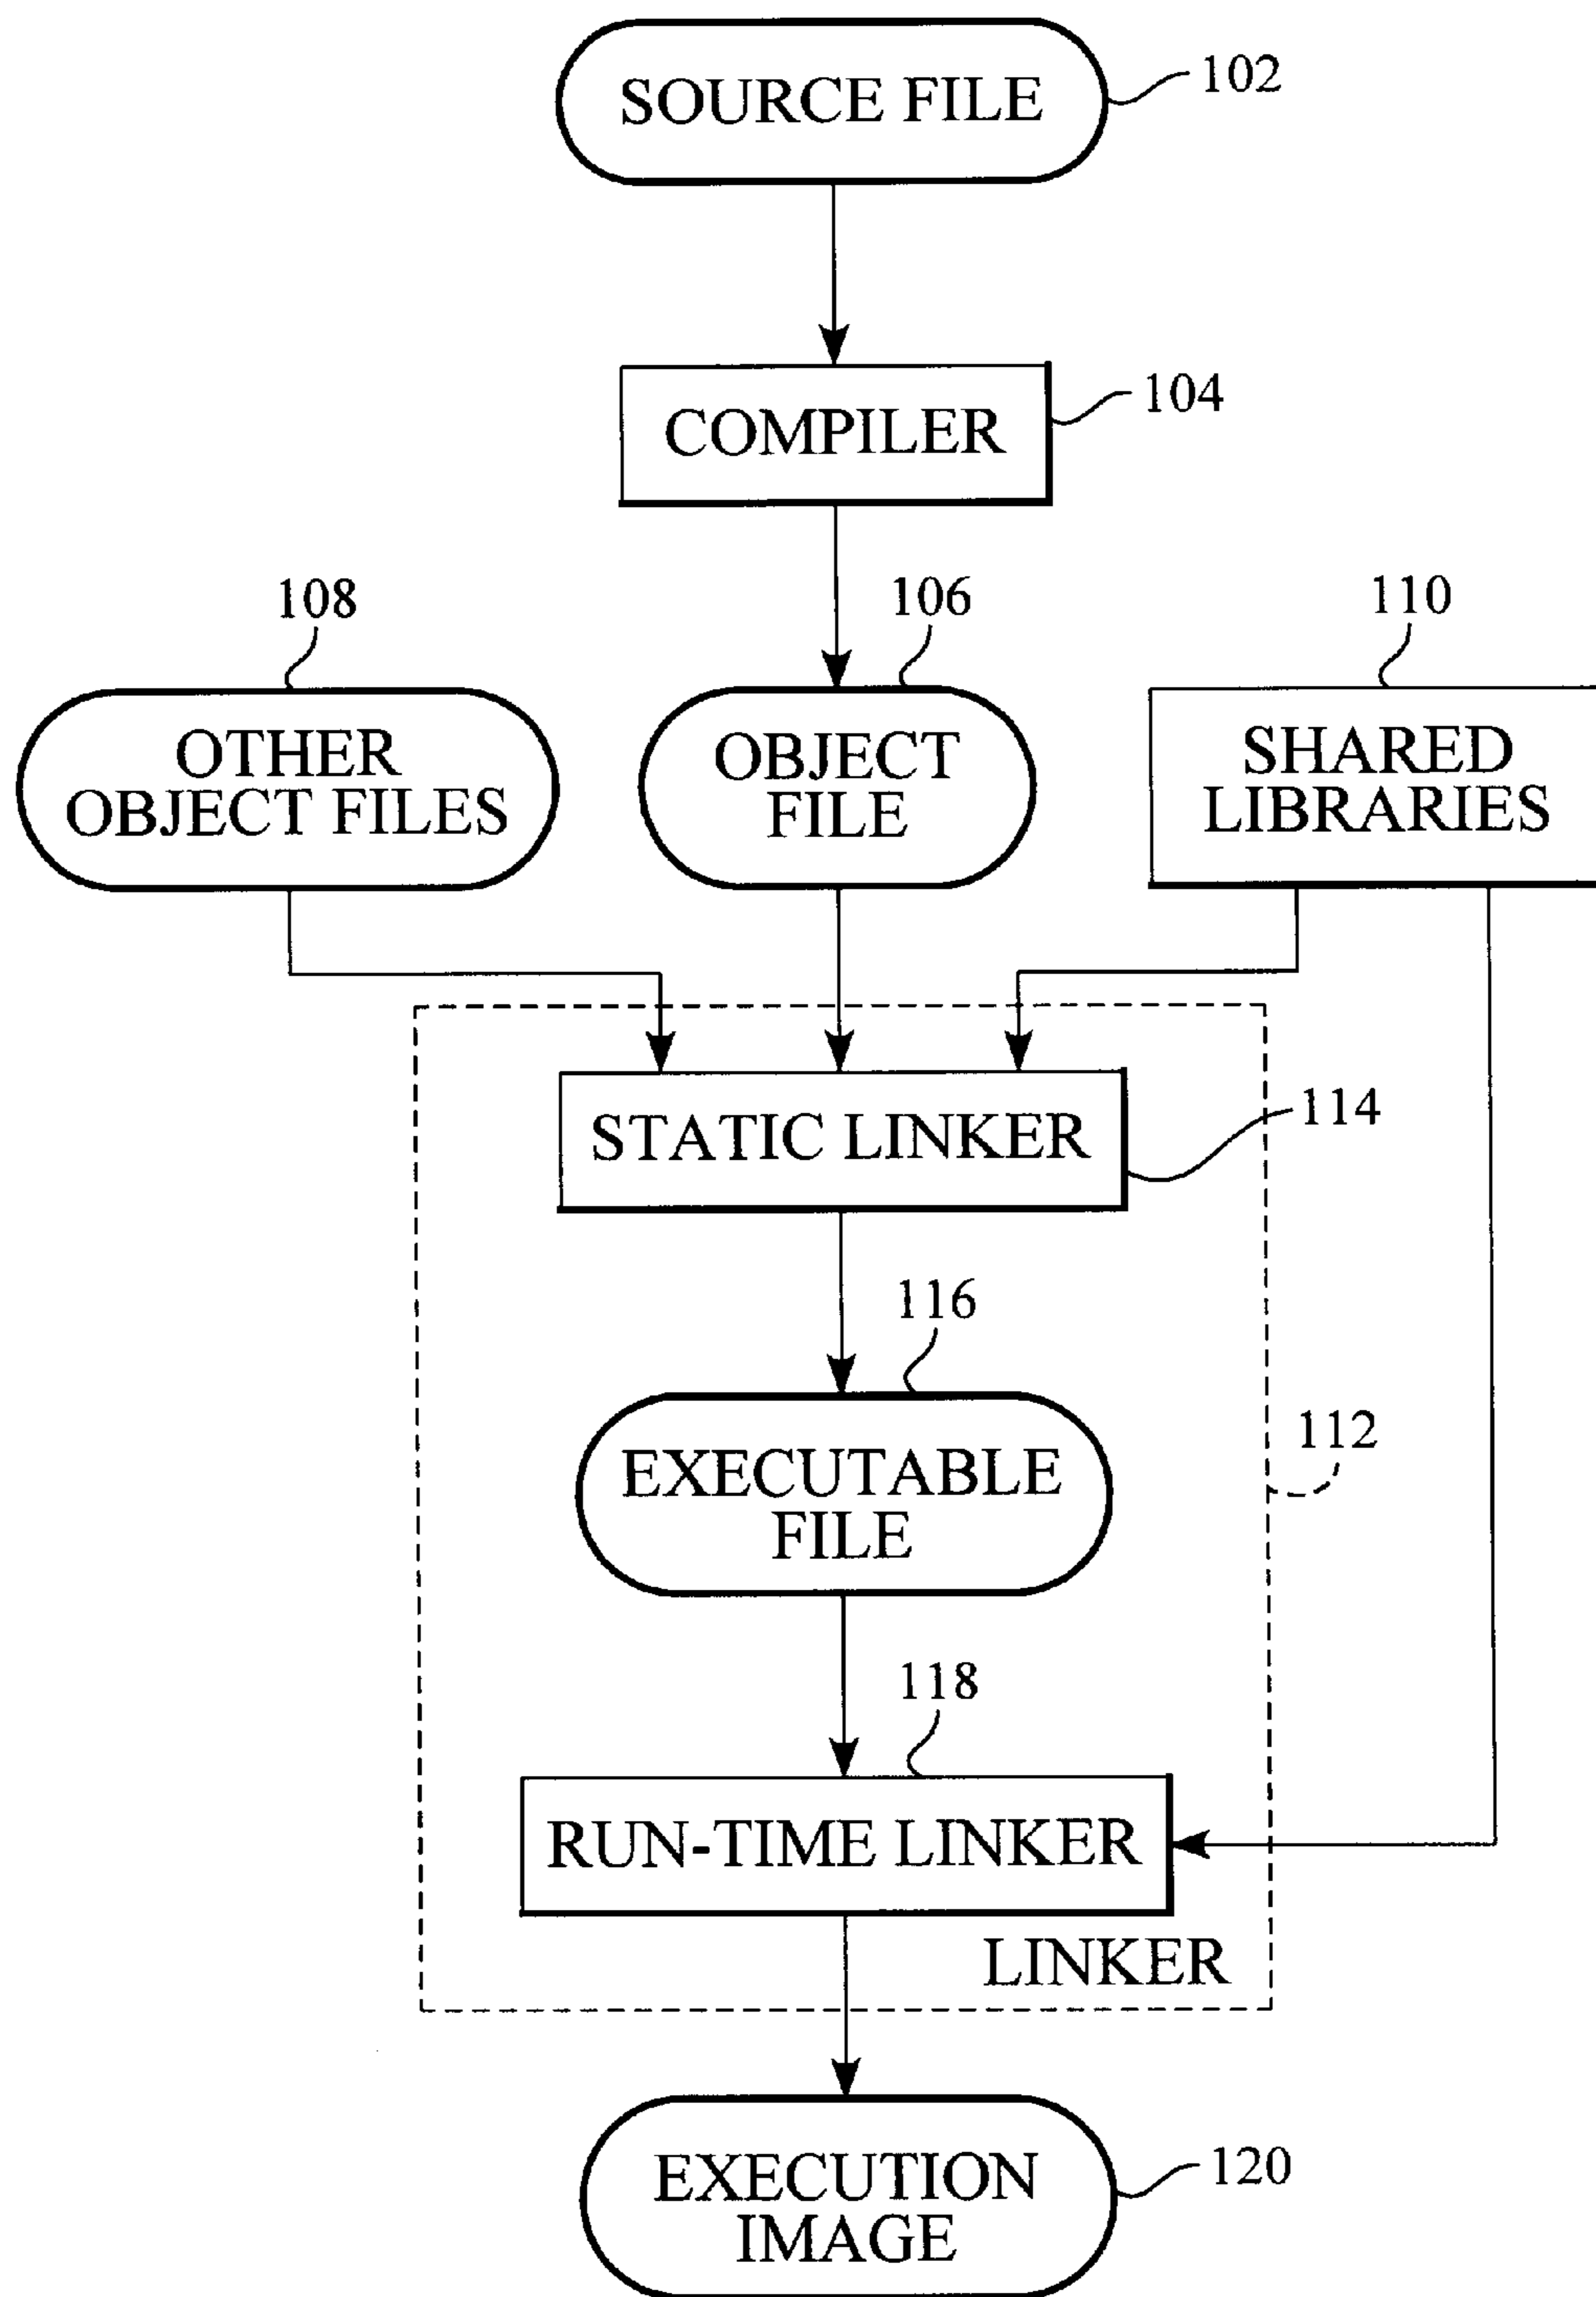 SOURCE FILE
102
COMPILER
104
108
106
110
OTHER
OBJECT FILES
OBJECT
FILE
SHARED
LIBRARIES
STATIC LINKER
114
116
EXECUTABLE
FILE
112
118
RUN-TIME LINKER
LINKER
EXECUTION
IMAGE
120